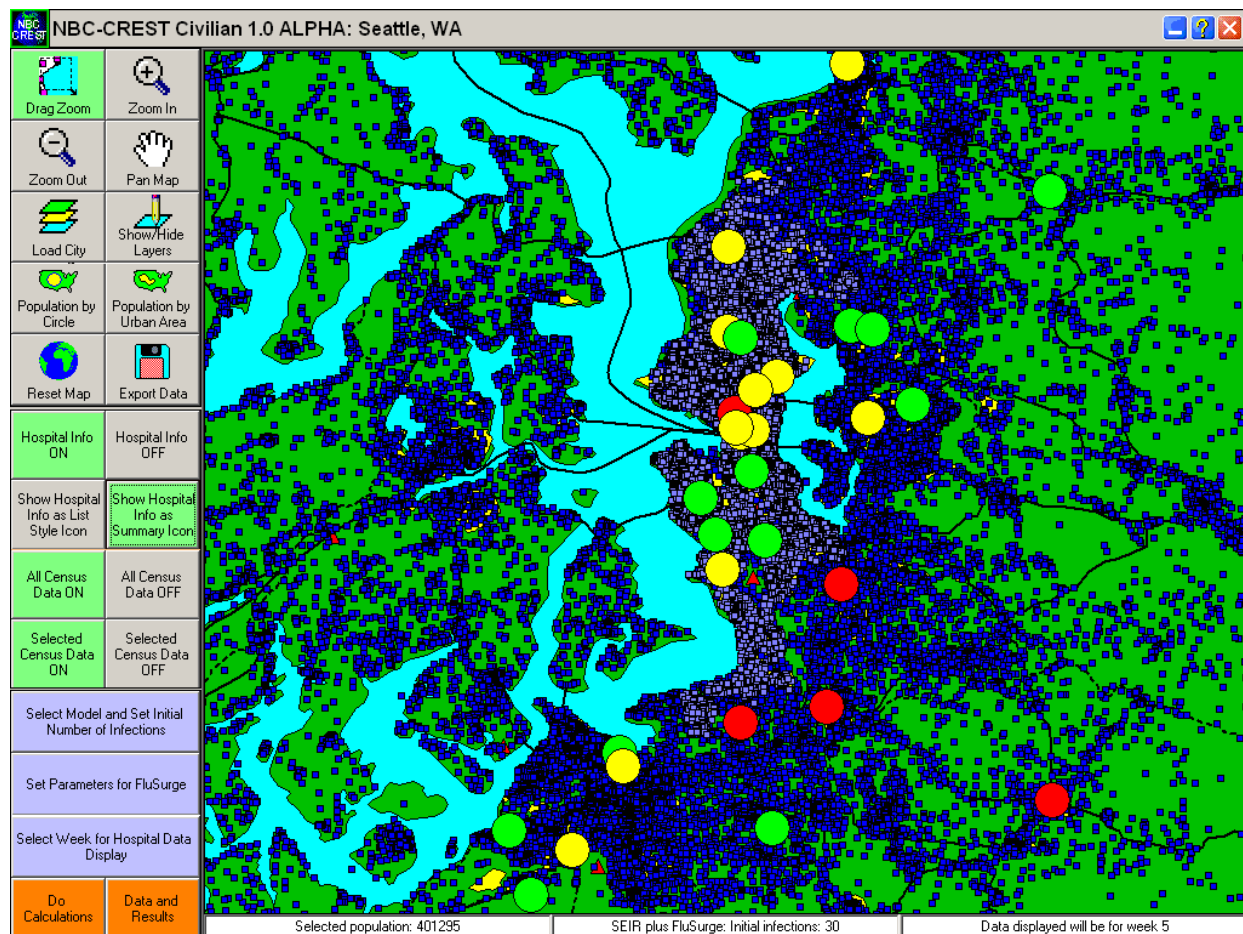 NBC
CREST
NBC-CREST Civilian 1.0 ALPHA: Seattle, WA
Drag Zoom
Zoom In
Zoom Out
Pan Map
Load City
Show/Hide
Layers
Population by
Circle
Population by
Urban Area
Reset Map
Export Data
Hospital Info
ON
Hospital Info
OFF
Show Hospital
Info as List
Style Icon
Show Hospital
Info as
Summary Icon
All Census
Data ON
All Census
Data OFF
Selected
Census Data
ON
Selected
Census Data
OFF
Select Model and Set Initial
Number of Infections
Set Parameters for FluSurge
Select Week for Hospital Data
Display
Do
Calculations
Data and
Results
Selected population: 401295
SEIR plus FluSurge: Initial infections: 30
Data displayed will be for week 5